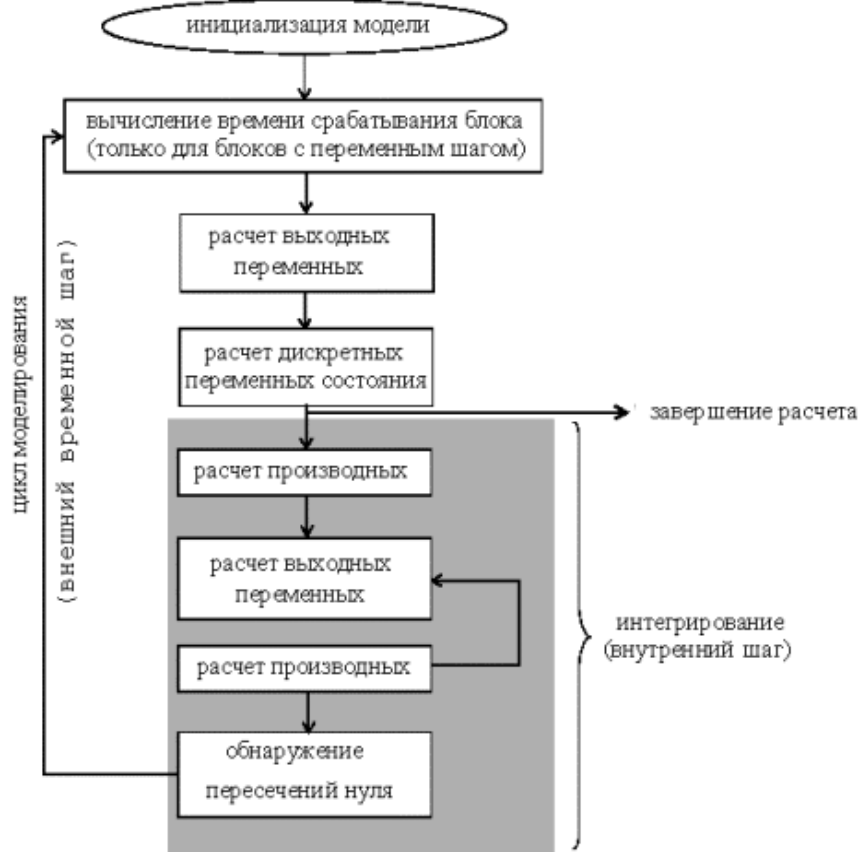 инициализация модели
вычисление времени срабатывания блока
(только для блоков с переменным шагом)
расчет выходных
переменных
расчет дискретных
переменных состояния
завершение расчета
расчет производных
расчет выходных
переменных
расчет производных
обнаружение
пересечений нуля
интегрирование
(внутренний шаг)
цикл моделирования
(внешний временной шаг)